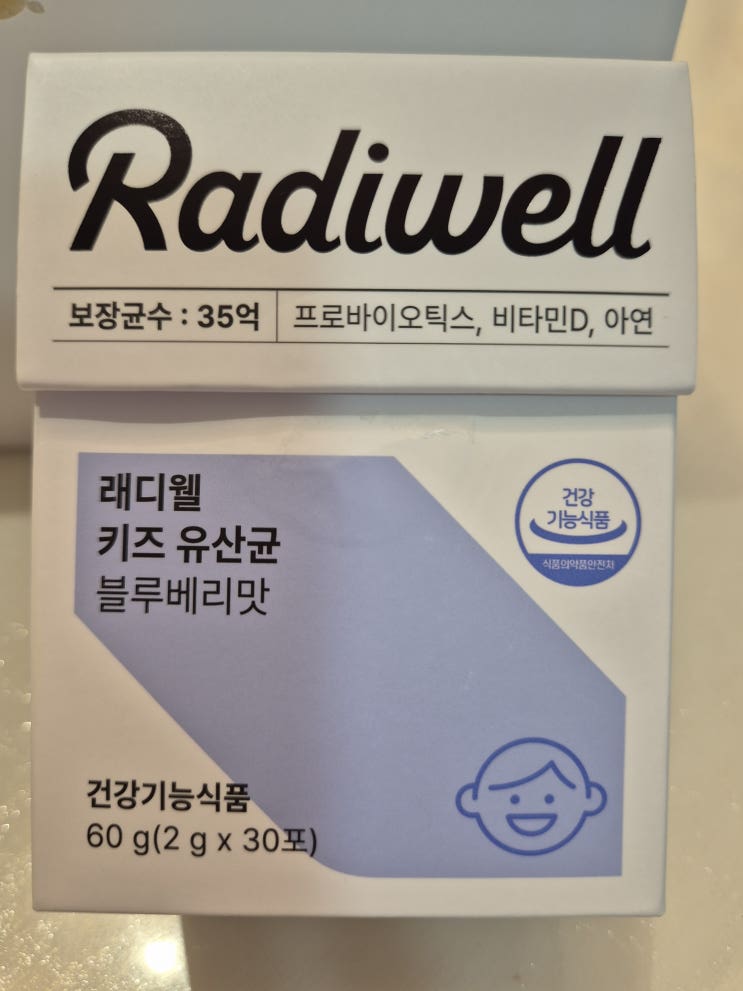 Radiwell
보장균수 : 35억 프로바이오틱스, 비타민D, 아연
래디웰
키즈 유산균
블루베리맛
건강
기능식품
식품의약품안전처
건강기능식품
60 g(2 g x 30포)